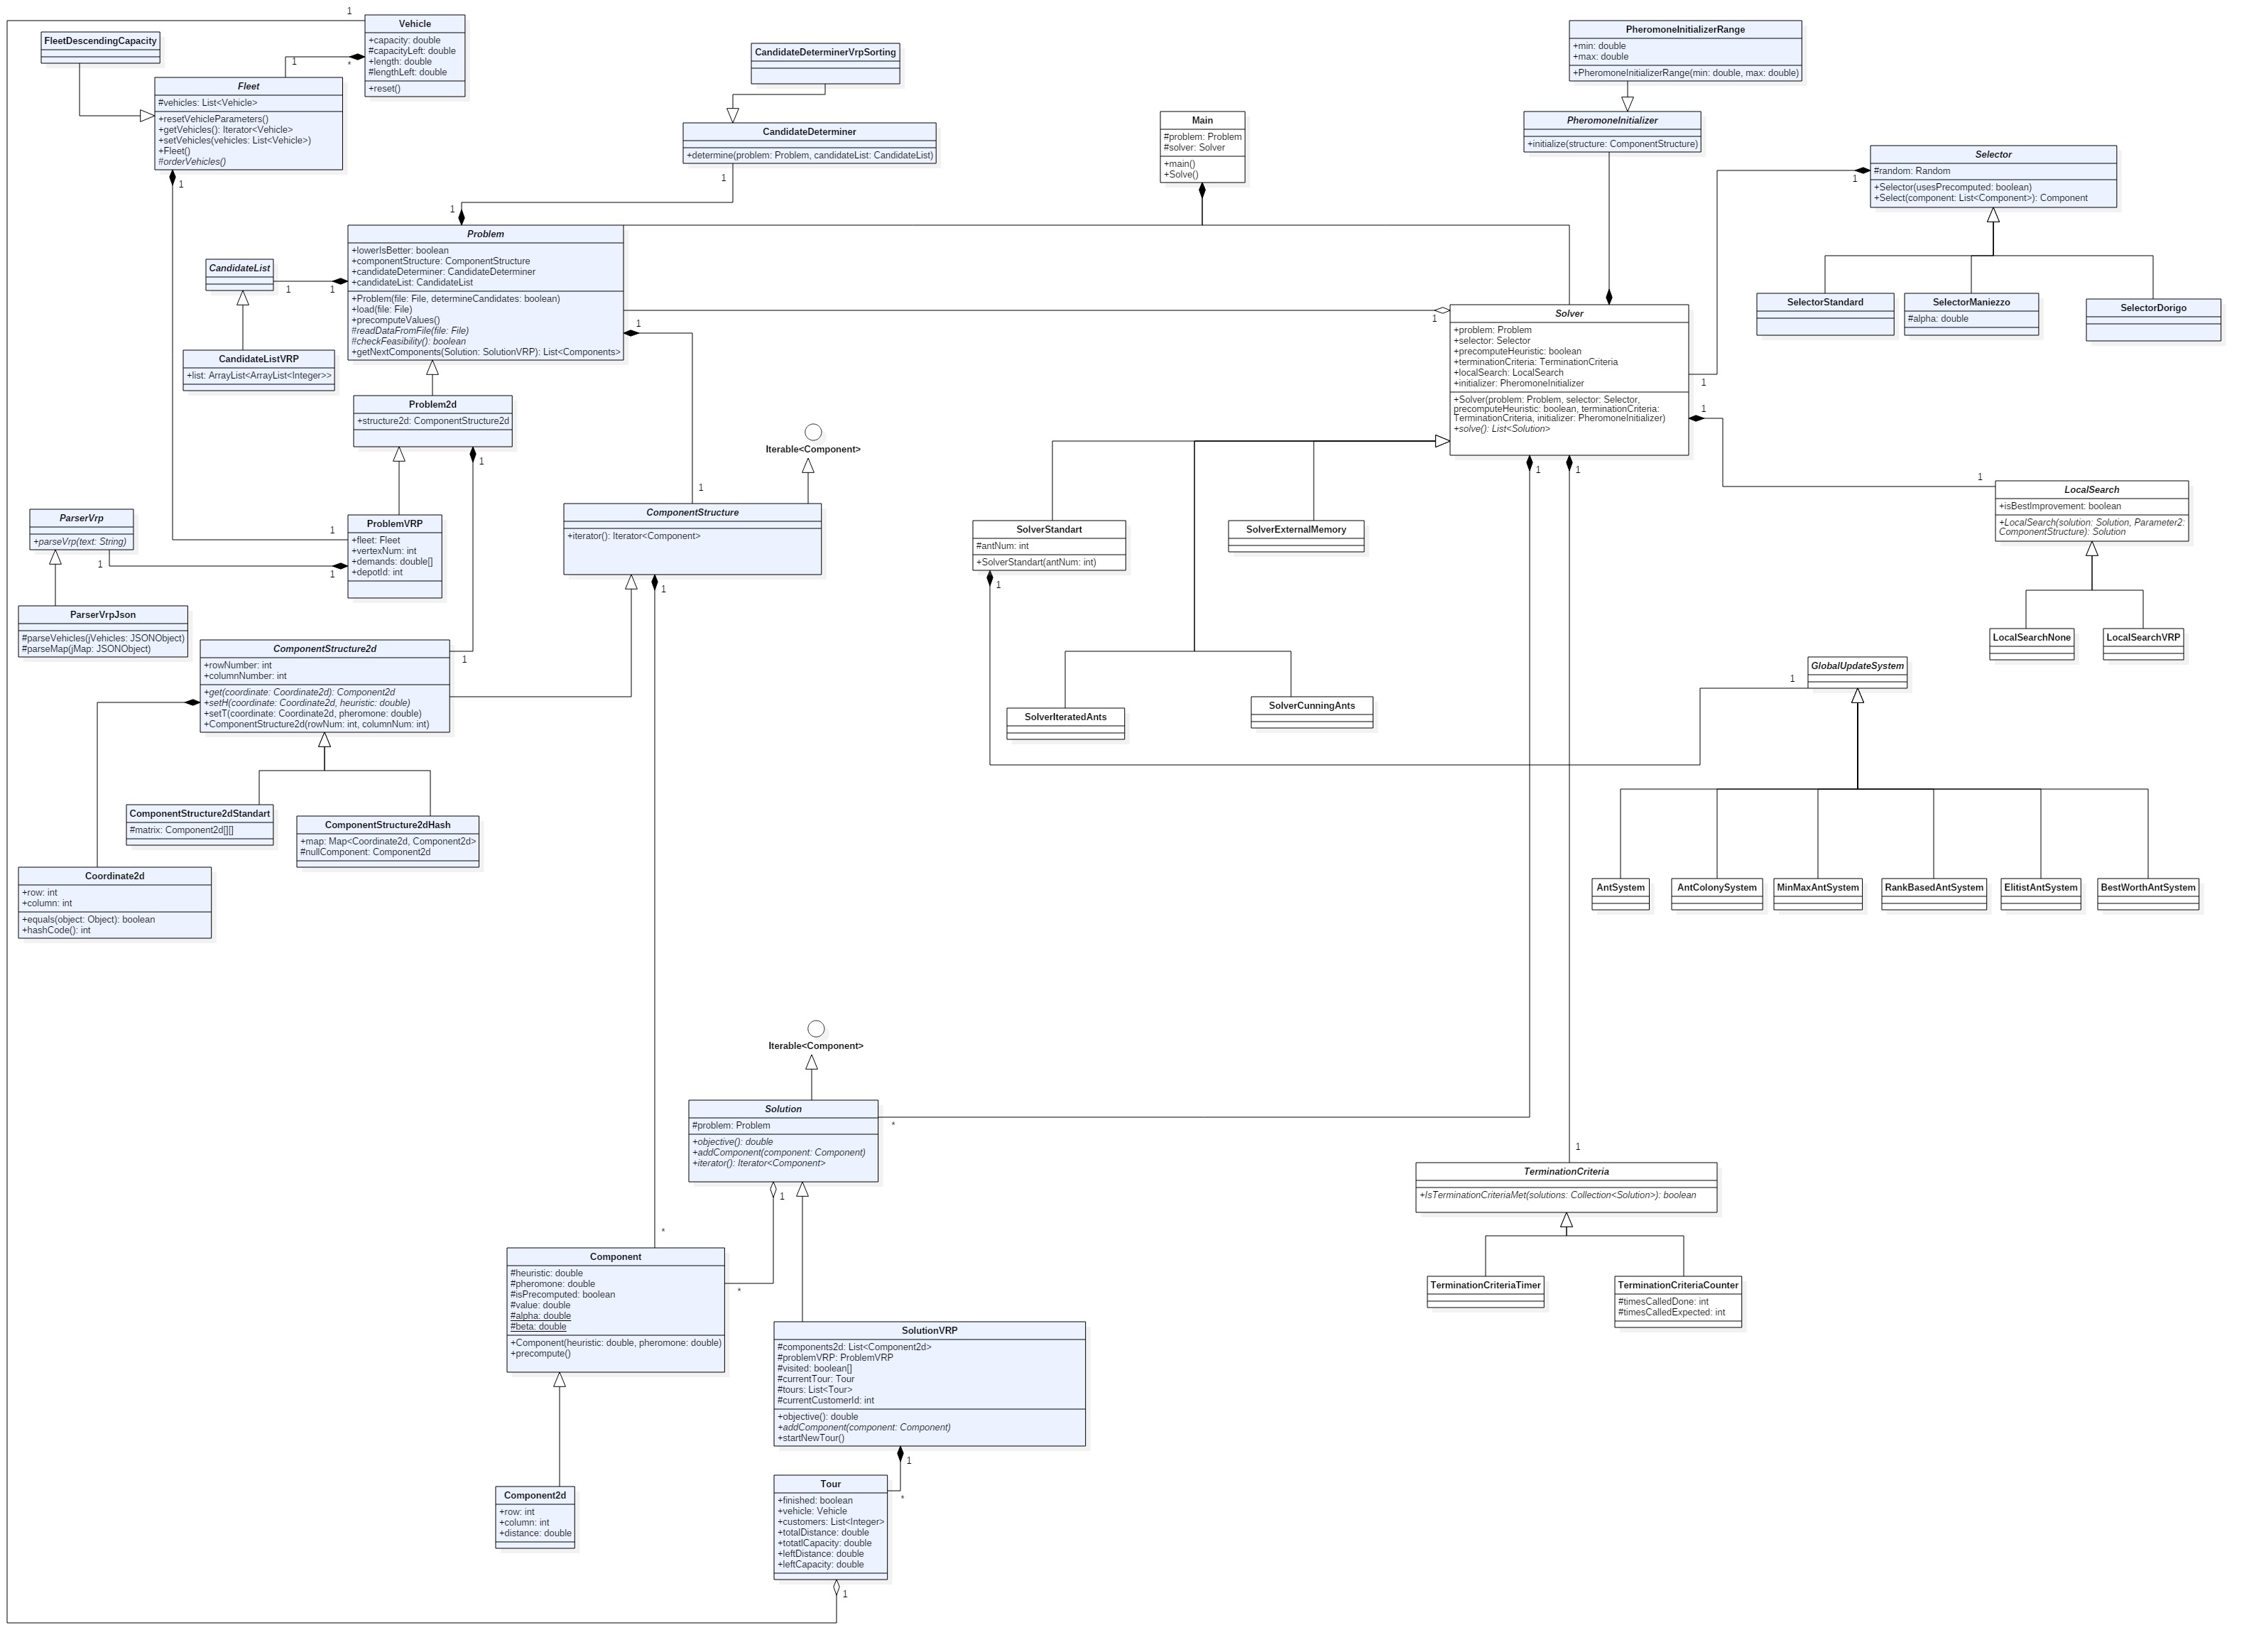 1
Vehicle
+capacity: double
#capacityLeft: double
+length: double
#lengthLeft: double
+reset()
FleetDescendingCapacity
1
*
Fleet
#vehicles: List<Vehicle>
+resetVehicleParameters()
+getVehicles(): Iterator<Vehicle>
+setVehicles(vehicles: List<Vehicle>)
+Fleet()
#orderVehicles()
1
CandidateDeterminerVrpSorting
CandidateDeterminer
+determine(problem: Problem, candidateList: CandidateList)
1
1
Main
#problem: Problem
#solver: Solver
+main()
+Solve()
PheromoneInitializerRange
+min: double
+max: double
+PheromoneInitializerRange(min: double, max: double)
PheromoneInitializer
+initialize(structure: ComponentStructure)
Selector
#random: Random
+Selector(usesPrecomputed: boolean)
+Select(component: List<Component>): Component
1
SelectorStandard
SelectorManiezzo
#alpha: double
SelectorDorigo
Problem
+lowerIsBetter: boolean
+componentStructure: ComponentStructure
+candidateDeterminer: CandidateDeterminer
+candidateList: CandidateList
+Problem(file: File, determineCandidates: boolean)
+load(file: File)
+precomputeValues()
#readDataFromFile(file: File)
#checkFeasibility(): boolean
+getNextComponents(Solution: SolutionVRP): List<Components>
CandidateList
1
1
CandidateListVRP
+list: ArrayList<ArrayList<Integer>>
1
1
Solver
+problem: Problem
+selector: Selector
+precomputeHeuristic: boolean
+terminationCriteria: TerminationCriteria
+localSearch: LocalSearch
+initializer: PheromoneInitializer
+Solver(problem: Problem, selector: Selector,
precomputeHeuristic: boolean, terminationCriteria:
TerminationCriteria, initializer: PheromoneInitializer)
+solve(): List<Solution>
1
1
1
1
Problem2d
+structure2d: ComponentStructure2d
1
Iterable<Component>
1
ComponentStructure
+iterator(): Iterator<Component>
1
ProblemVRP
+fleet: Fleet
+vertexNum: int
+demands: double[]
+depotId: int
1
1
ParserVrp
+parseVrp(text: String)
1
ParserVrpJson
#parseVehicles(jVehicles: JSONObject)
#parseMap(jMap: JSONObject)
SolverStandart
#antNum: int
+SolverStandart(antNum: int)
1
SolverExternalMemory
1
LocalSearch
+isBestImprovement: boolean
+LocalSearch(solution: Solution, Parameter2:
ComponentStructure): Solution
LocalSearchNone
LocalSearchVRP
ComponentStructure2d
+rowNumber: int
+columnNumber: int
+get(coordinate: Coordinate2d): Component2d
+setH(coordinate: Coordinate2d, heuristic: double)
+setT(coordinate: Coordinate2d, pheromone: double)
+ComponentStructure2d(rowNum: int, columnNum: int)
1
GlobalUpdateSystem
1
SolverIteratedAnts
SolverCunningAnts
ComponentStructure2dStandart
#matrix: Component2d[][]
ComponentStructure2dHash
+map: Map<Coordinate2d, Component2d>
#nullComponent: Component2d
Coordinate2d
+row: int
+column: int
+equals(object: Object): boolean
+hashCode(): int
AntSystem
AntColonySystem
MinMaxAntSystem
RankBasedAntSystem
ElitistAntSystem
BestWorthAntSystem
Iterable<Component>
Solution
#problem: Problem
+objective(): double
+addComponent(component: Component)
+iterator(): Iterator<Component>
*
1
1
TerminationCriteria
+IsTerminationCriteriaMet(solutions: Collection<Solution>): boolean
TerminationCriteriaTimer
TerminationCriteriaCounter
#timesCalledDone: int
#timesCalledExpected: int
*
Component
#heuristic: double
#pheromone: double
#isPrecomputed: boolean
#value: double
#alpha: double
#beta: double
+Component(heuristic: double, pheromone: double)
+precompute()
*
SolutionVRP
#components2d: List<Component2d>
#problemVRP: ProblemVRP
#visited: boolean[]
#currentTour: Tour
#tours: List<Tour>
#currentCustomerId: int
+objective(): double
+addComponent(component: Component)
+startNewTour()
1
*
Component2d
+row: int
+column: int
+distance: double
Tour
+finished: boolean
+vehicle: Vehicle
+customers: List<Integer>
+totalDistance: double
+totatlCapacity: double
+leftDistance: double
+leftCapacity: double
1